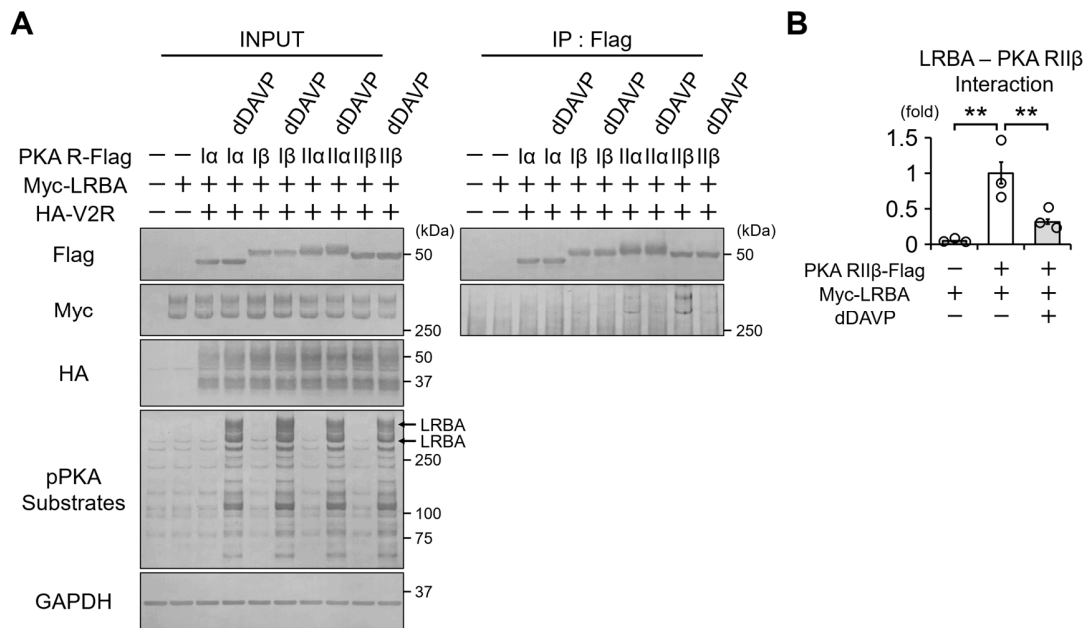 A
INPUT
IP : Flag
dDAVP dDAVP dDAVP dDAVP dDAVP dDAVP dDAVP dDAVP
PKA R-Flag — — Iα Iα Iβ Iβ IIα IIα IIβ IIβ — — Iα Iα Iβ Iβ IIα IIα IIβ IIβ
Myc-LRBA — + + + + + + + + + — + + + + + + + + +
HA-V2R — — + + + + + + + + — — + + + + + + + +
(kDa) (kDa)
Flag 50 50
Myc 250 250
HA 50
37
pPKA
Substrates
LRBA
LRBA
250
100
75
GAPDH 37
B
LRBA – PKA RIIβ
Interaction
(fold)
** **
1.5
1
0.5
0
PKA RIIβ-Flag — + +
Myc-LRBA + + +
dDAVP — — +